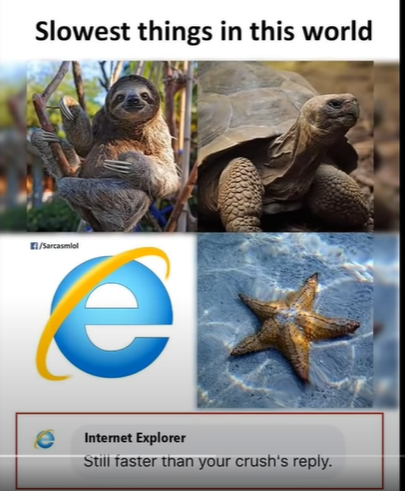 Slowest things in this world
f/Sarcasmlol
Internet Explorer
Still faster than your crush's reply.